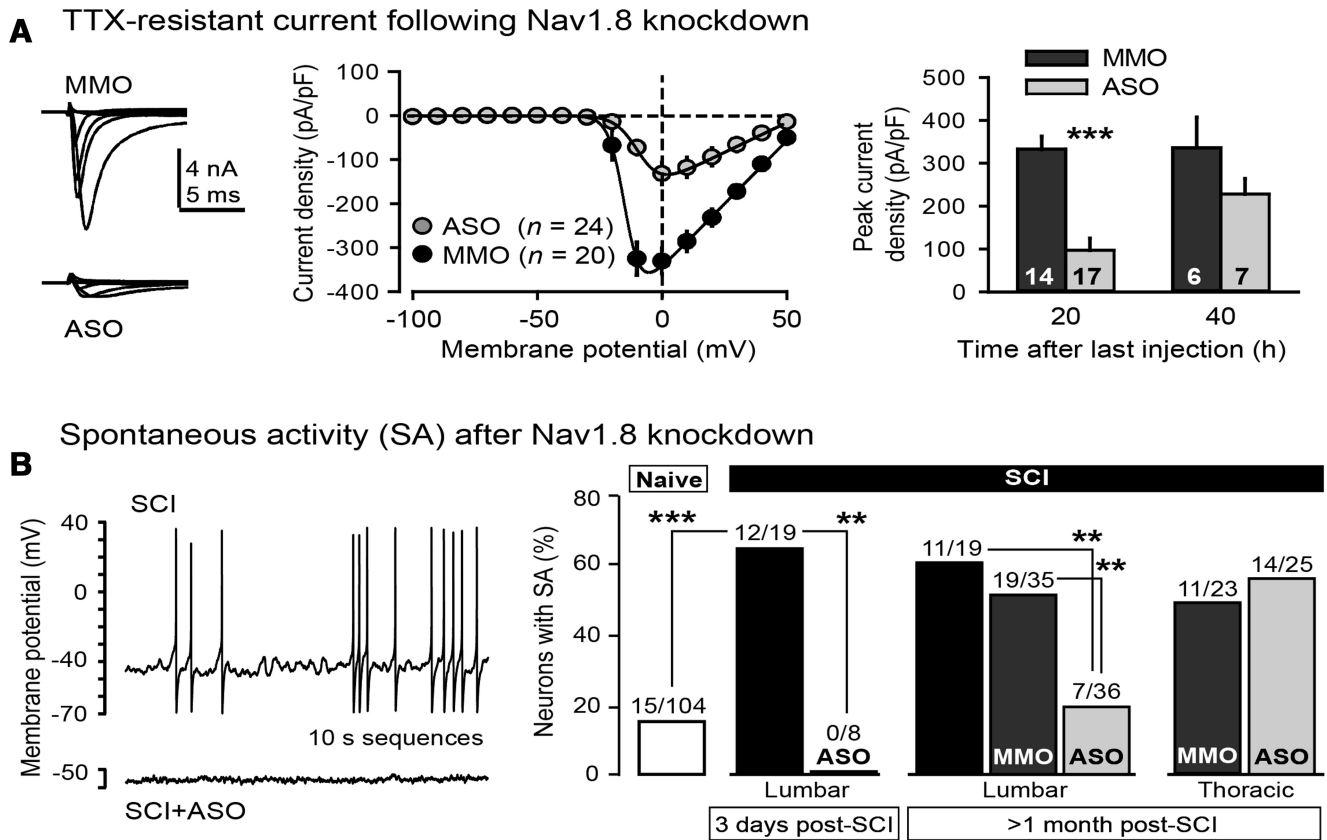 A
TTX-resistant current following Nav1.8 knockdown
MMO
4 nA
5 ms
ASO
Current density (pA/pF)
100
0
-100
-200
-300
-400
ASO (n = 24)
MMO (n = 20)
-100
-50
0
50
Membrane potential (mV)
MMO
ASO
Peak current
density (pA/pF)
500
400
300
200
100
0
***
14
17
6
7
20
40
Time after last injection (h)
Spontaneous activity (SA) after Nav1.8 knockdown
B
SCI
Membrane potential (mV)
40
0
-40
-70
10 s sequences
-50
SCI+ASO
Neurons with SA (%)
80
60
40
20
0
Naive
SCI
***
12/19
**
15/104
0/8
ASO
11/19
**
19/35
**
7/36
MMO
ASO
11/23
14/25
MMO
ASO
Lumbar
Lumbar
Thoracic
3 days post-SCI
>1 month post-SCI